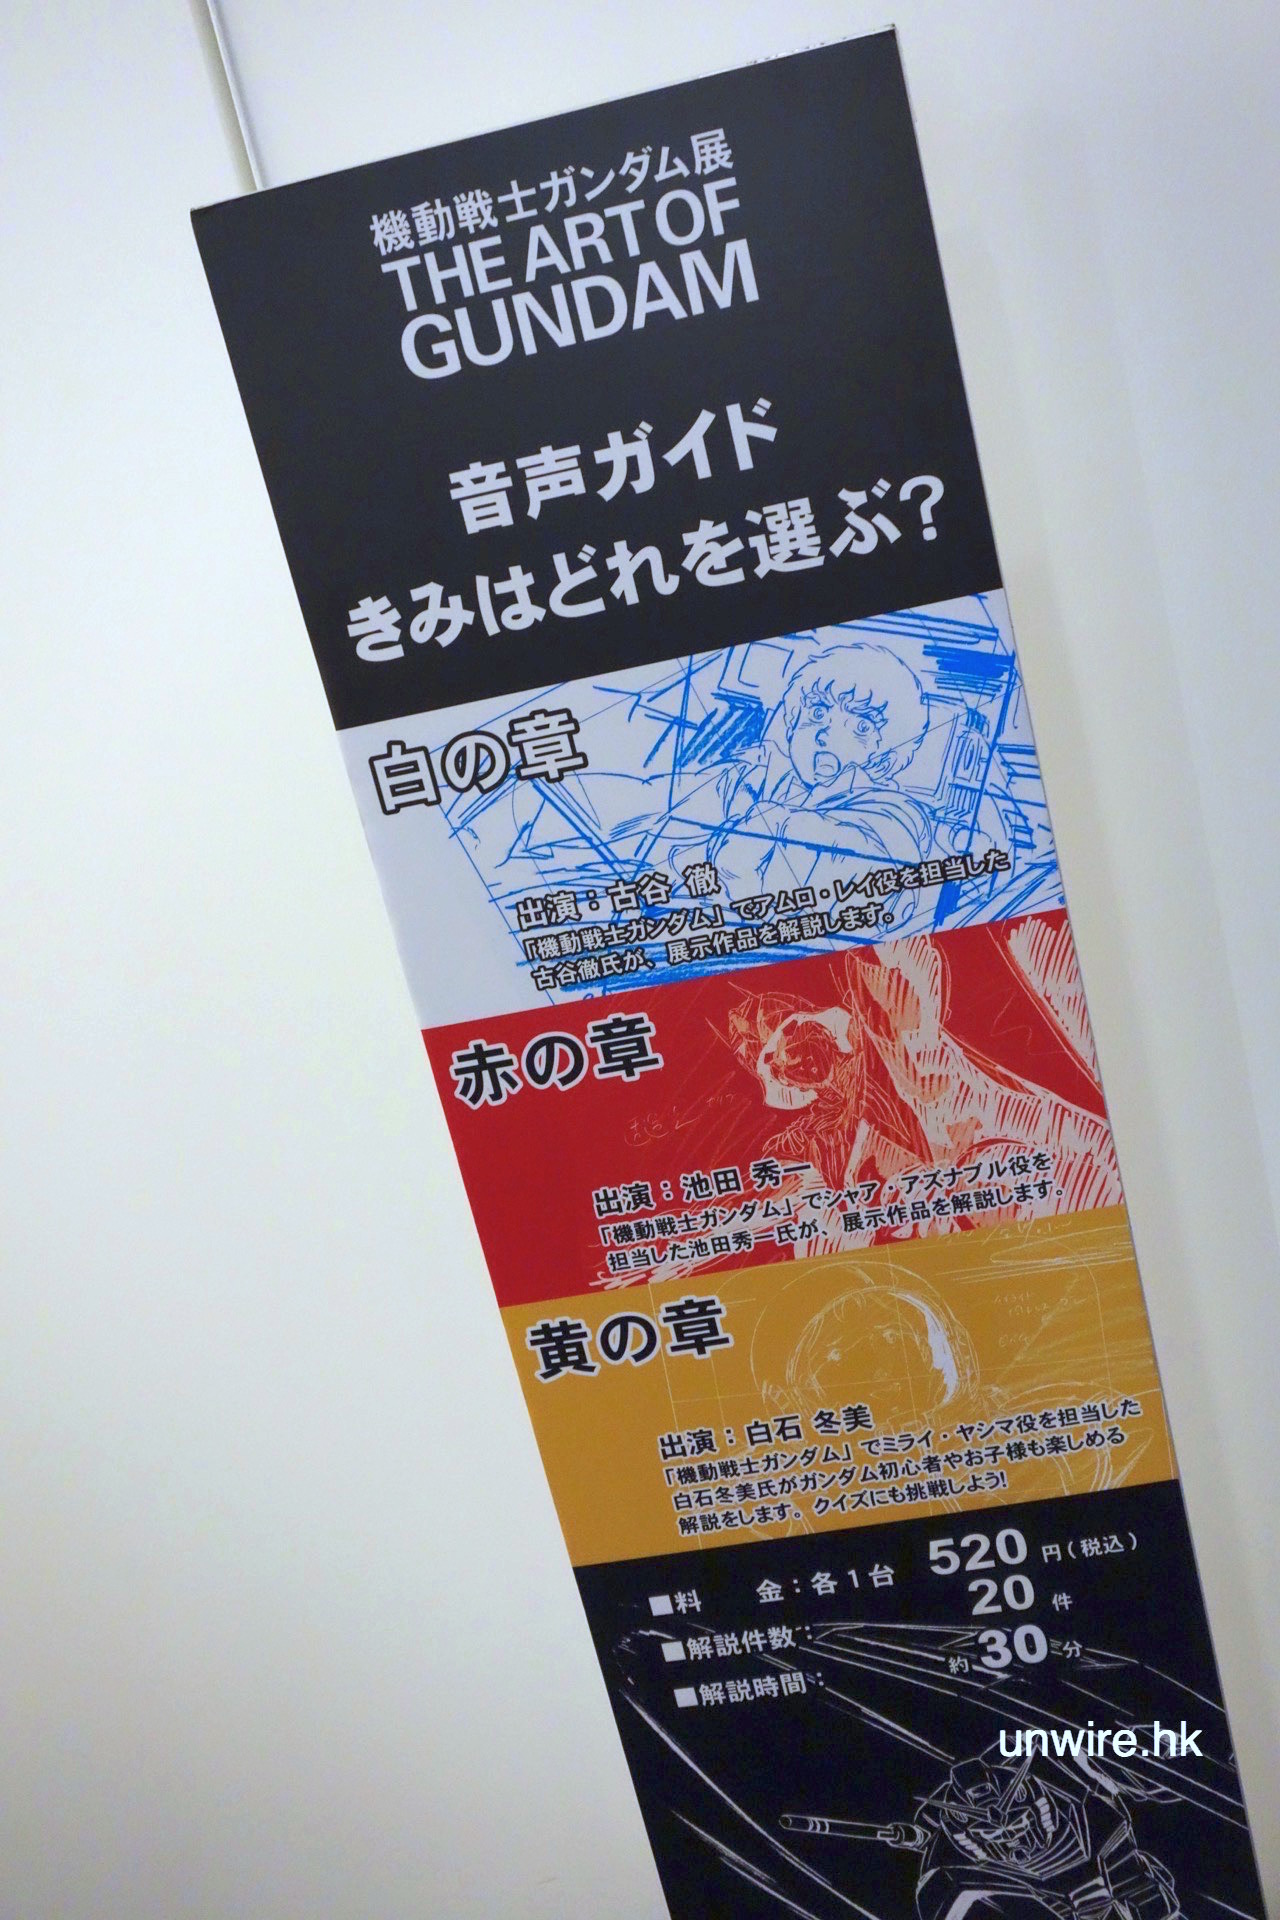 機動戦士ガンダム展
THE ART OF
GUNDAM
音声ガイド
きみはどれを選ぶ?
白の章
出演：古谷 徹
「機動戦士ガンダム」でアムロ・レイ役を担当した
古谷徹氏が、展示作品を解説します。
赤の章
出演：池田 秀一
「機動戦士ガンダム」でシャア・アズナブル役を
担当した池田秀一氏が、展示作品を解説します。
黄の章
出演：白石 冬美
「機動戦士ガンダム」でミライ・ヤシマ役を担当した
白石冬美氏がガンダム初心者やお子様も楽しめる
解説をします。クイズにも挑戦しよう!
■料 金：各1台 520 円(税込)
■解説件数： 20 件
■解説時間： 約30分
unwire.hk